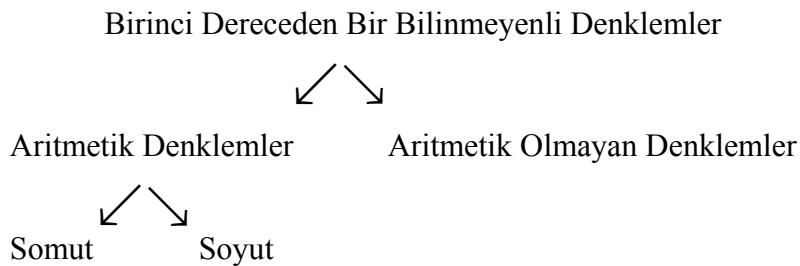 Birinci Dereceden Bir Bilinmeyenli Denklemler
Aritmetik Denklemler Aritmetik Olmayan Denklemler
Somut Soyut